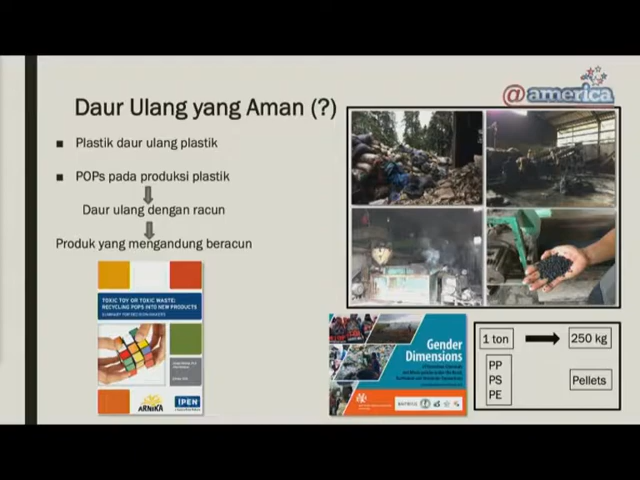 Daur Ulang yang Aman (?)
@america
Plastik daur ulang plastik
POPs pada produksi plastik
Daur ulang dengan racun
Produk yang mengandung beracun
TOXIC TOY OR TOXIC WASTE:
RECYCLING POPS INTO NEW PRODUCTS
SUMMARY FOR DECISION-MAKERS
ARNIKA
IPEN
Gender
Dimensions
1 ton
250 kg
PP
PS
PE
Pellets